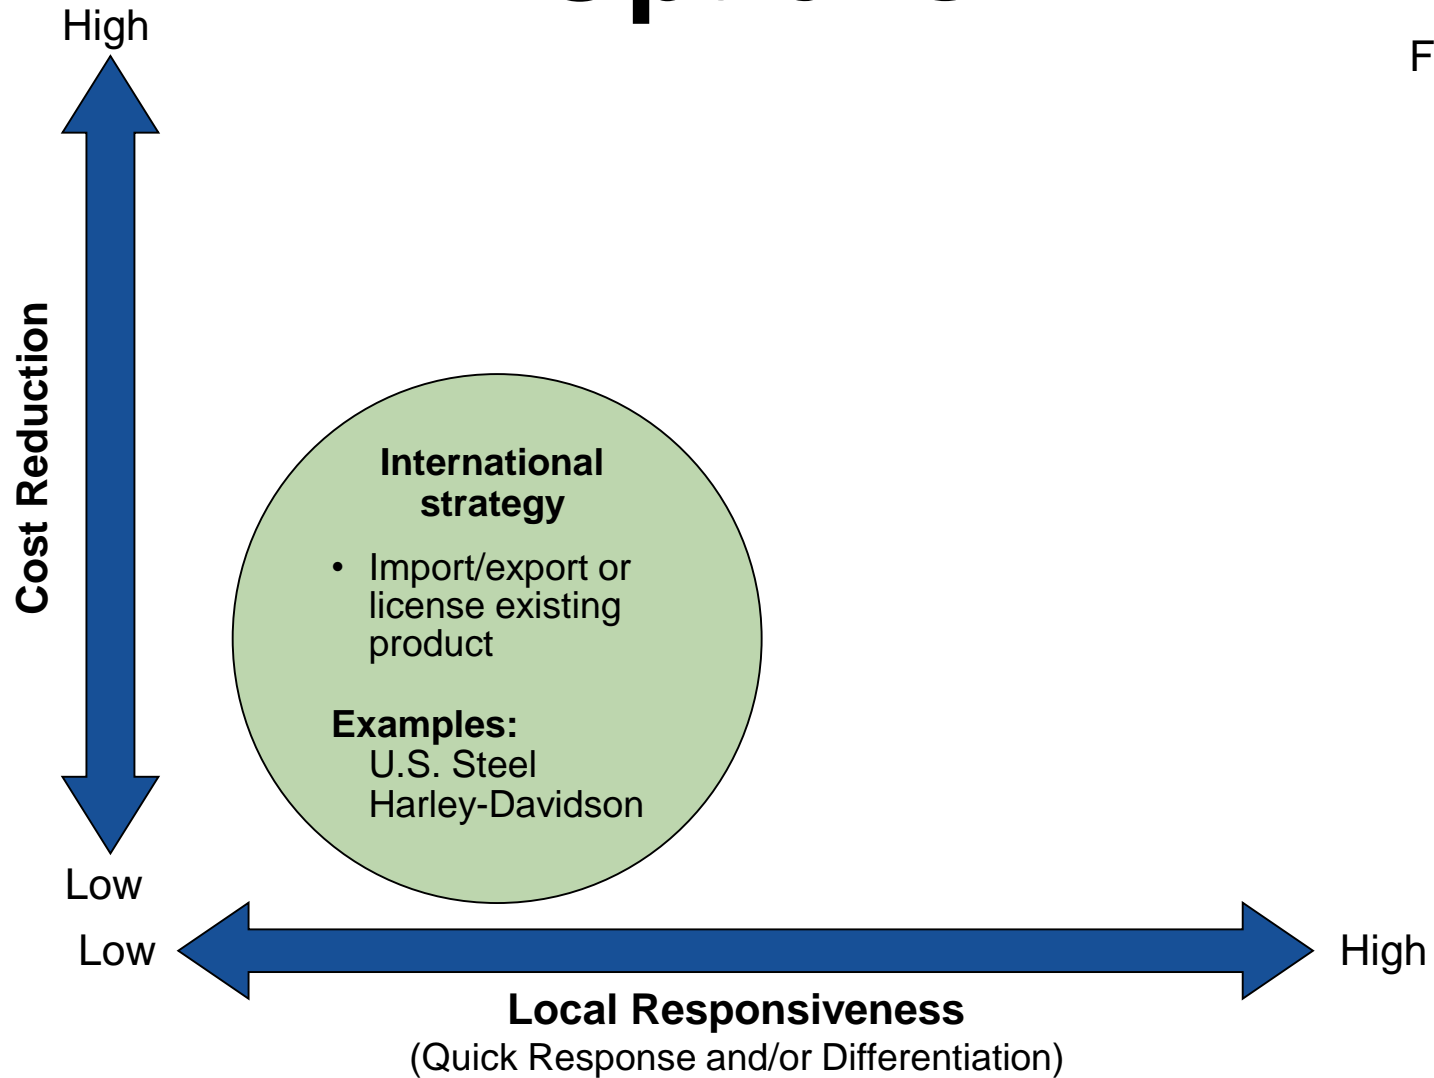 High
F
Cost Reduction
International
strategy
• Import/export or
license existing
product
Examples:
U.S. Steel
Harley-Davidson
Low
Low
High
Local Responsiveness
(Quick Response and/or Differentiation)